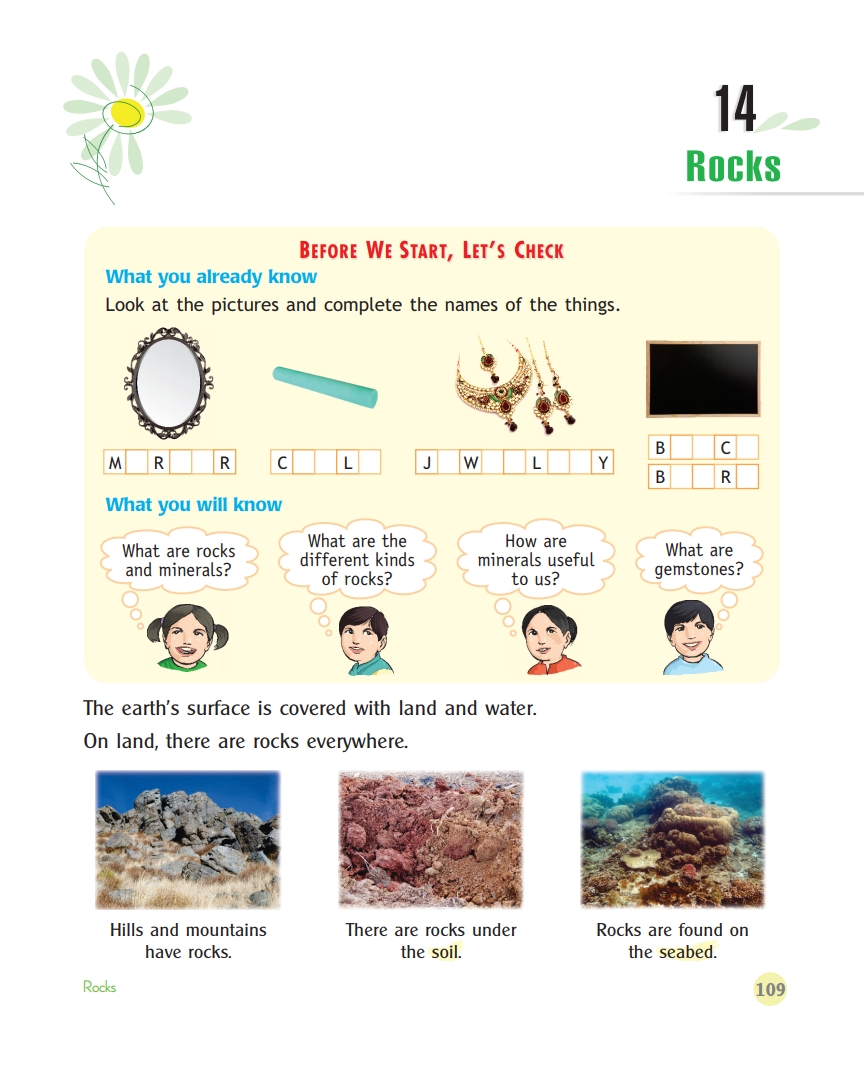 14
Rocks
BEFORE WE START, LET'S CHECK
What you already know
Look at the pictures and complete the names of the things.
M R R
C L
J W L Y
B C
B R
What you will know
What are rocks
and minerals?
What are the
different kinds
of rocks?
How are
minerals useful
to us?
What are
gemstones?
The earth's surface is covered with land and water.
On land, there are rocks everywhere.
Hills and mountains
have rocks.
There are rocks under
the soil.
Rocks are found on
the seabed.
Rocks
109